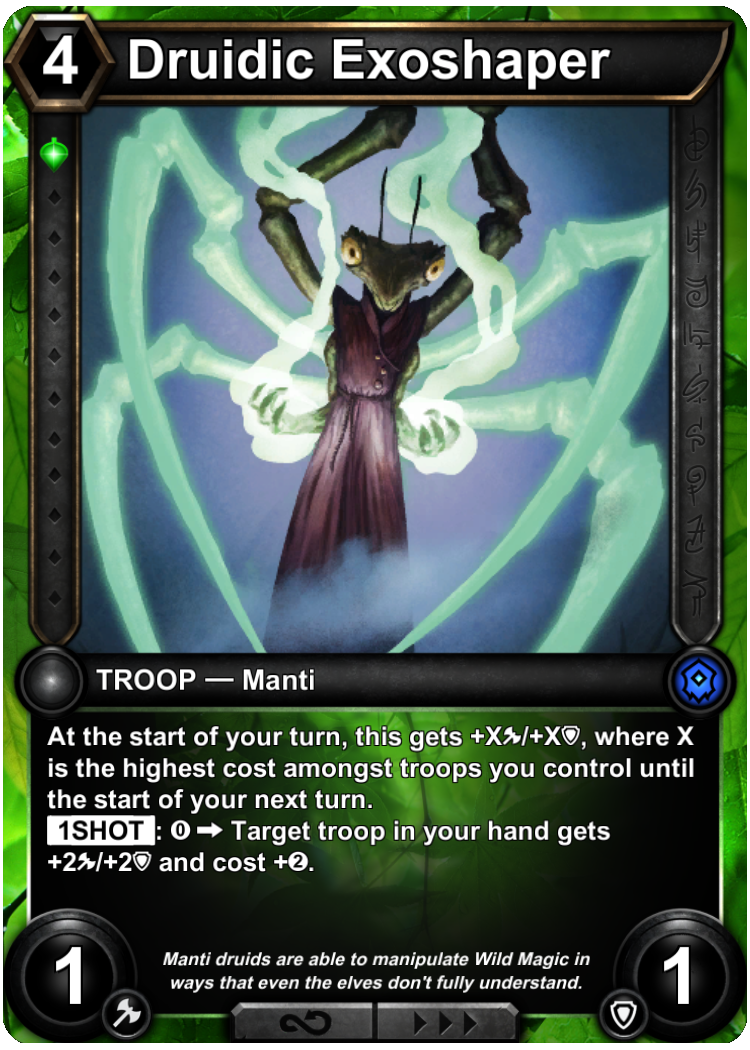 4 Druidic Exoshaper
TROOP — Manti
At the start of your turn, this gets +X/+X, where X
is the highest cost amongst troops you control until
the start of your next turn.
1SHOT : 0 → Target troop in your hand gets
+2/+2 and cost +2.
Manti druids are able to manipulate Wild Magic in
ways that even the elves don't fully understand.
1 1